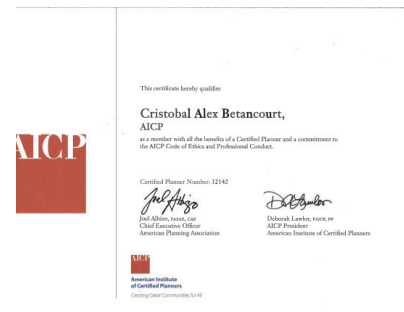 This certificate hereby qualifies
Cristobal Alex Betancourt,
AICP
as a member with all the benefits of a Certified Planner and a commitment to
the AICP Code of Ethics and Professional Conduct.
AICP
Certified Planner Number: 32142
Joel Albizo, FASAE, CAE
Chief Executive Officer
American Planning Association
Deborah Lawlor, FAICP, PP
AICP President
American Institute of Certified Planners
AICP
American Institute
of Certified Planners
Creating Great Communities for All